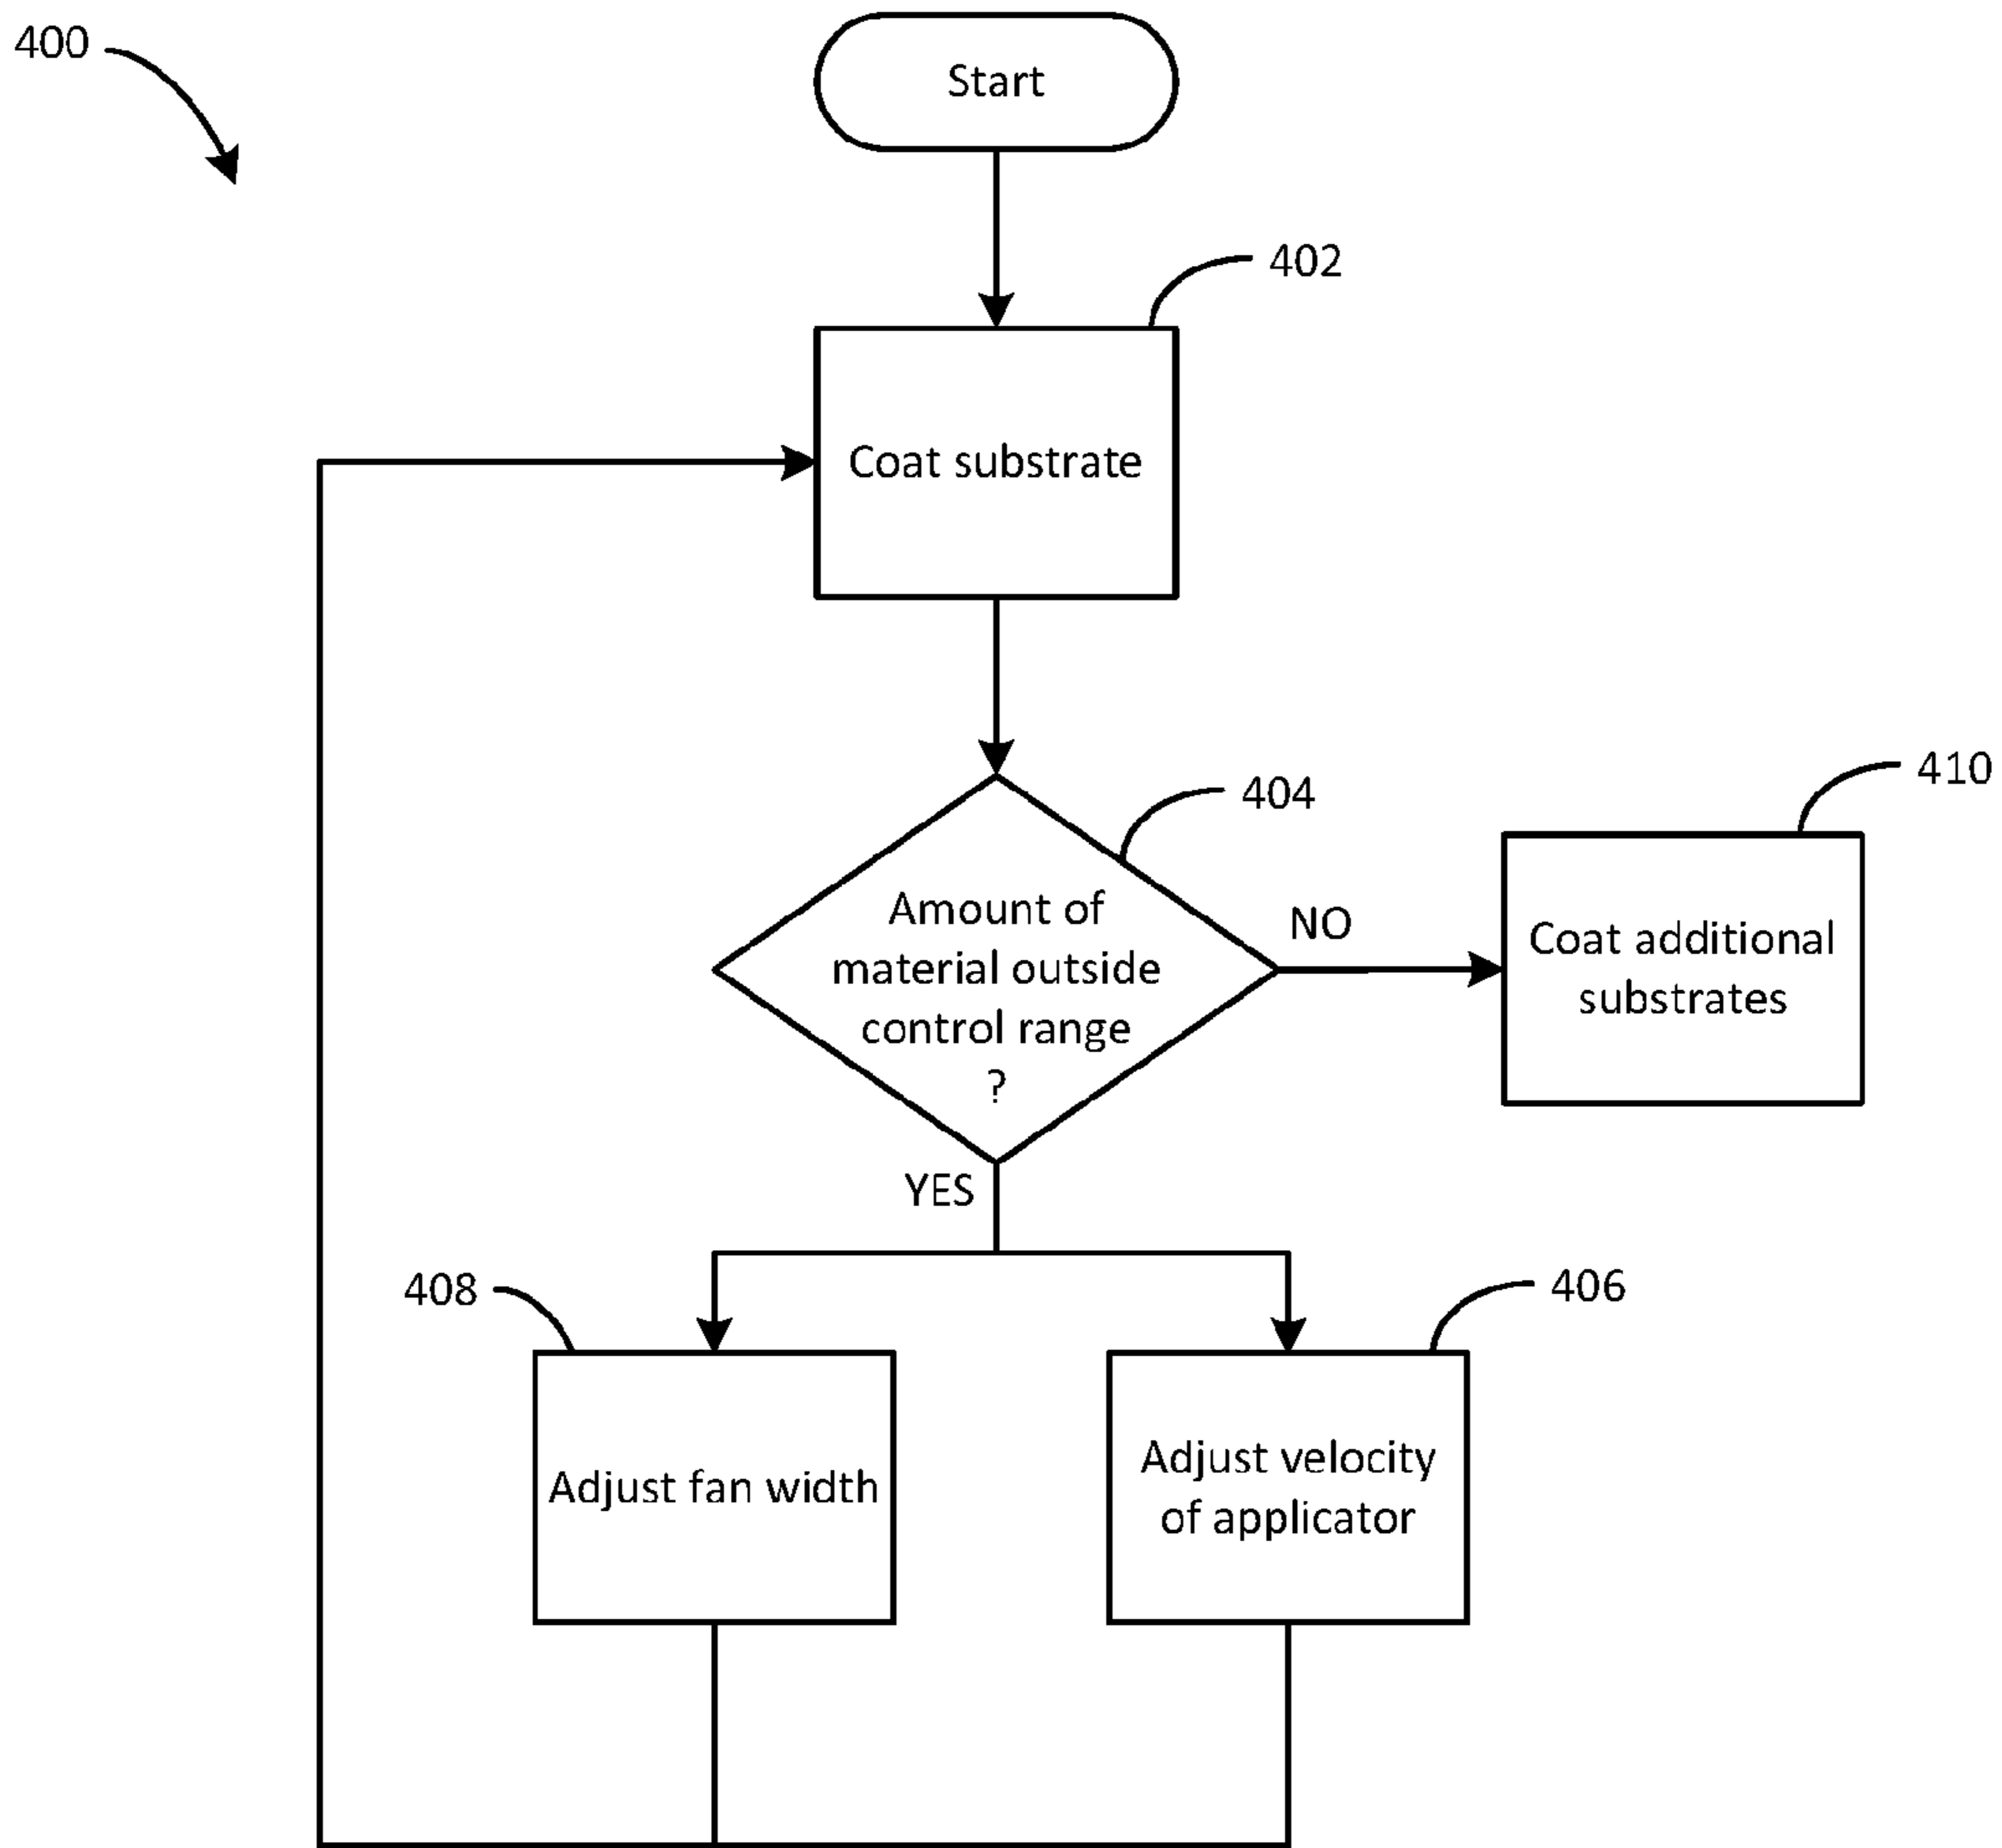 400
Start
402
Coat substrate
404
410
Amount of
material outside
control range
?
NO
Coat additional
substrates
YES
408
406
Adjust fan width
Adjust velocity
of applicator